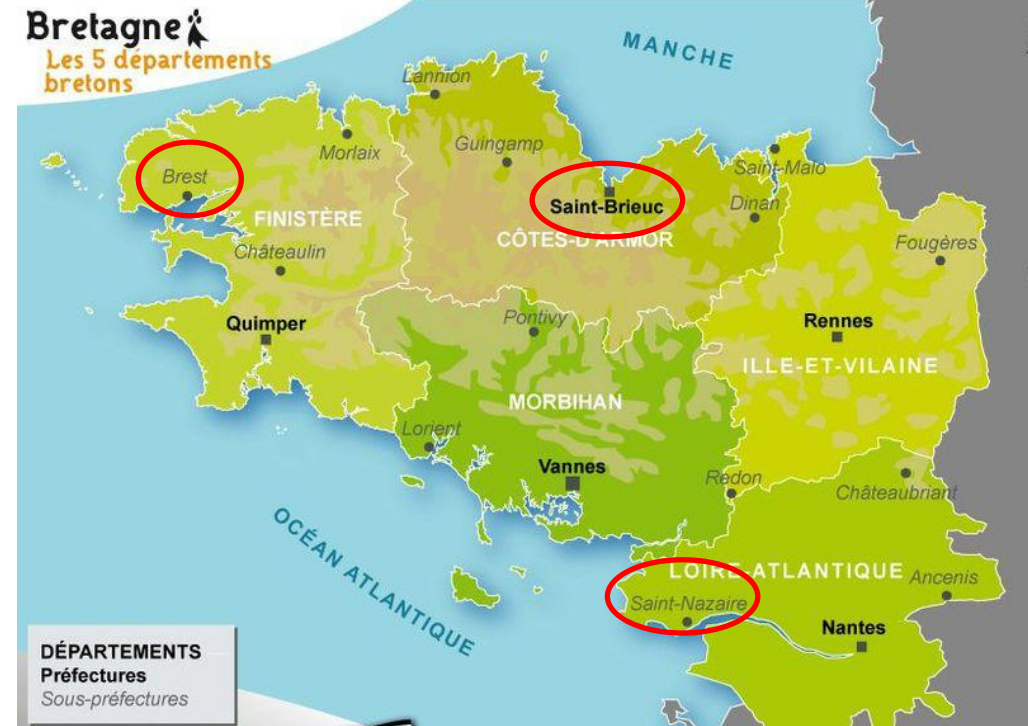 Bretagne
Les 5 départements
bretons
MANCHE
Lannion
Morlaix
Guingamp
Saint-Malo
Brest
Saint-Brieuc
Dinan
FINISTÈRE
CÔTES-D'ARMOR
Fougères
Châteaulin
Quimper
Pontivy
Rennes
ILLE-ET-VILAINE
MORBIHAN
Lorient
Vannes
Redon
Châteaubriant
OCÉAN ATLANTIQUE
LOIRE-ATLANTIQUE
Ancenis
Saint-Nazaire
Nantes
DÉPARTEMENTS
Préfectures
Sous-préfectures